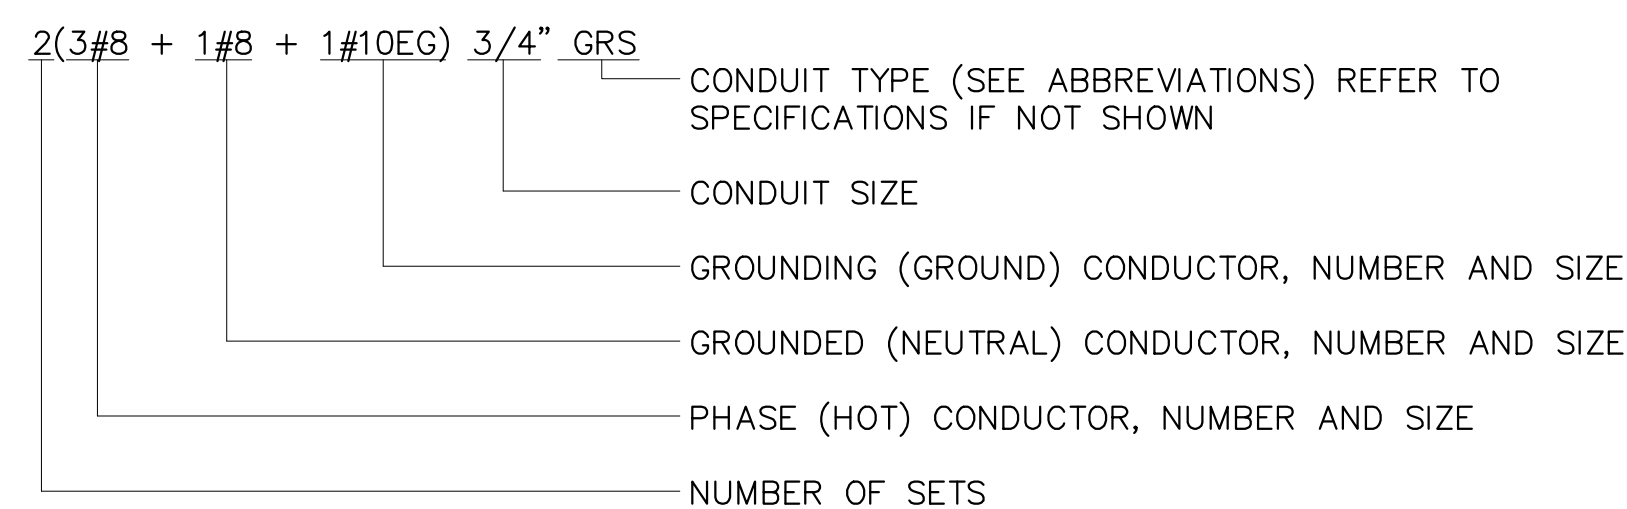 2(3#8 + 1#8 + 1#10EG) 3/4” GRS
CONDUIT TYPE (SEE ABBREVIATIONS) REFER TO
SPECIFICATIONS IF NOT SHOWN
CONDUIT SIZE
GROUNDING (GROUND) CONDUCTOR, NUMBER AND SIZE
GROUNDED (NEUTRAL) CONDUCTOR, NUMBER AND SIZE
PHASE (HOT) CONDUCTOR, NUMBER AND SIZE
NUMBER OF SETS